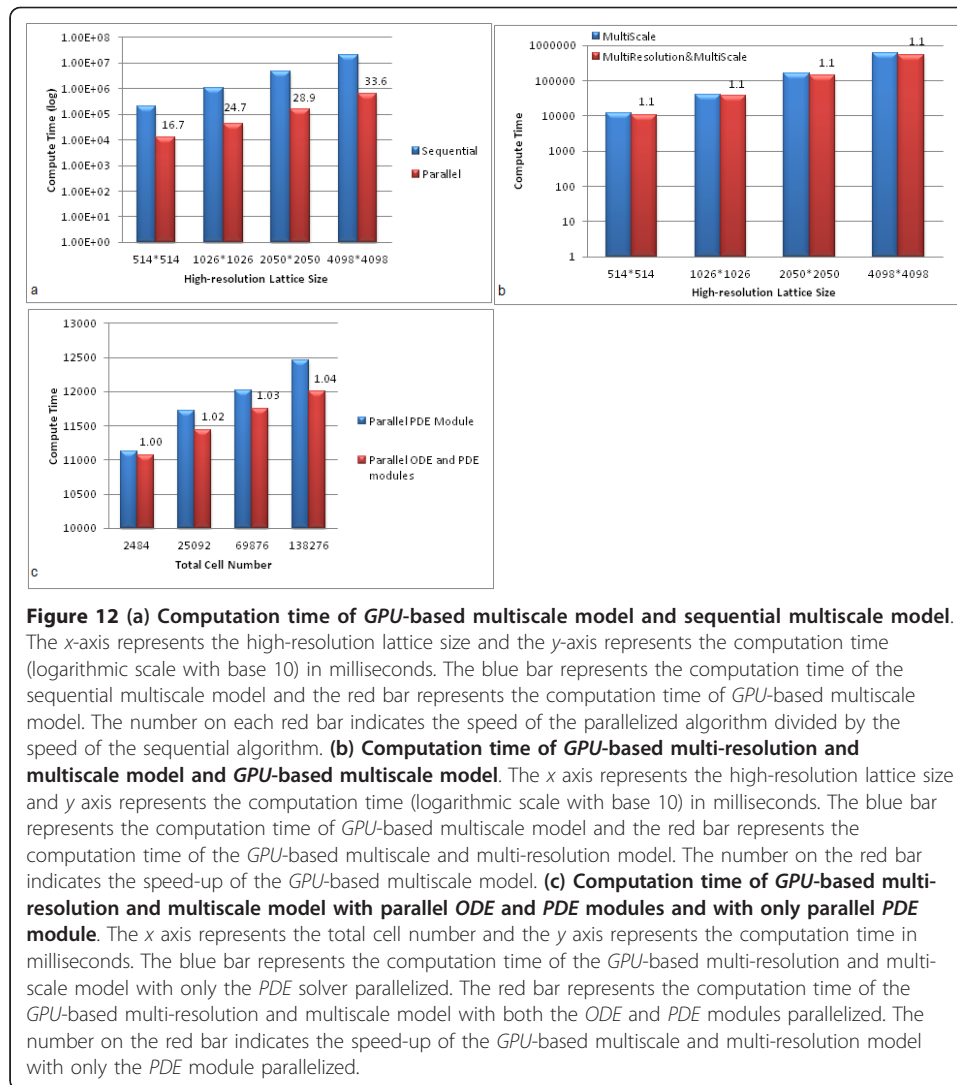 1.00E+08
1.00E+07
1.00E+06
1.00E+05
1.00E+04
1.00E+03
1.00E+02
1.00E+01
1.00E+00
Compute Time (log)
16.7
24.7
28.9
33.6
514*514
1026*1026
2050*2050
4098*4098
High-resolution Lattice Size
Sequential
Parallel
a
1000000
100000
10000
1000
100
10
1
Compute Time
MultiScale
MultiResolution&MultiScale
1.1
1.1
1.1
1.1
514*514
1026*1026
2050*2050
4098*4098
High-resolution Lattice Size
b
13000
12500
12000
11500
11000
10500
10000
Compute Time
1.00
1.02
1.03
1.04
2484
25092
69876
138276
Total Cell Number
Parallel PDE Module
Parallel ODE and PDE
modules
c
Figure 12 (a) Computation time of GPU-based multiscale model and sequential multiscale model.
The x-axis represents the high-resolution lattice size and the y-axis represents the computation time
(logarithmic scale with base 10) in milliseconds. The blue bar represents the computation time of the
sequential multiscale model and the red bar represents the computation time of GPU-based multiscale
model. The number on each red bar indicates the speed of the parallelized algorithm divided by the
speed of the sequential algorithm. (b) Computation time of GPU-based multi-resolution and
multiscale model and GPU-based multiscale model. The x axis represents the high-resolution lattice size
and y axis represents the computation time (logarithmic scale with base 10) in milliseconds. The blue bar
represents the computation time of GPU-based multiscale model and the red bar represents the
computation time of the GPU-based multiscale and multi-resolution model. The number on the red bar
indicates the speed-up of the GPU-based multiscale model. (c) Computation time of GPU-based multi-
resolution and multiscale model with parallel ODE and PDE modules and with only parallel PDE
module. The x axis represents the total cell number and the y axis represents the computation time in
milliseconds. The blue bar represents the computation time of the GPU-based multi-resolution and multi-
scale model with only the PDE solver parallelized. The red bar represents the computation time of the
GPU-based multi-resolution and multiscale model with both the ODE and PDE modules parallelized. The
number on the red bar indicates the speed-up of the GPU-based multiscale and multi-resolution model
with only the PDE module parallelized.